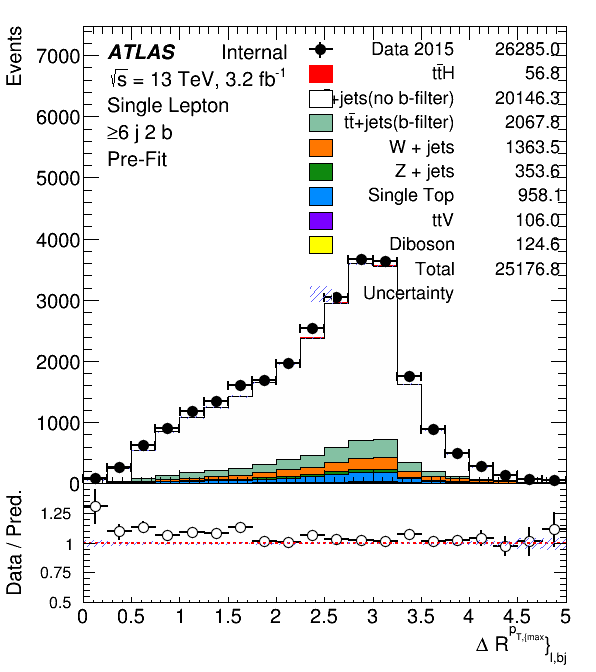 Events
7000
6000
5000
4000
3000
2000
1000
0
ATLAS Internal
√s = 13 TeV, 3.2 fb-1
Single Lepton
≥6 j 2 b
Pre-Fit
Data 2015 26285.0
tt̄H 56.8
+jets(no b-filter) 20146.3
tt̄+jets(b-filter) 2067.8
W + jets 1363.5
Z + jets 353.6
Single Top 958.1
ttV 106.0
Diboson 124.6
Total 25176.8
Uncertainty
Data / Pred.
1.25
1
0.75
0.5
0 0.5 1 1.5 2 2.5 3 3.5 4 4.5 5
Δ R^{p_{T,{max}}}_{l,bj}